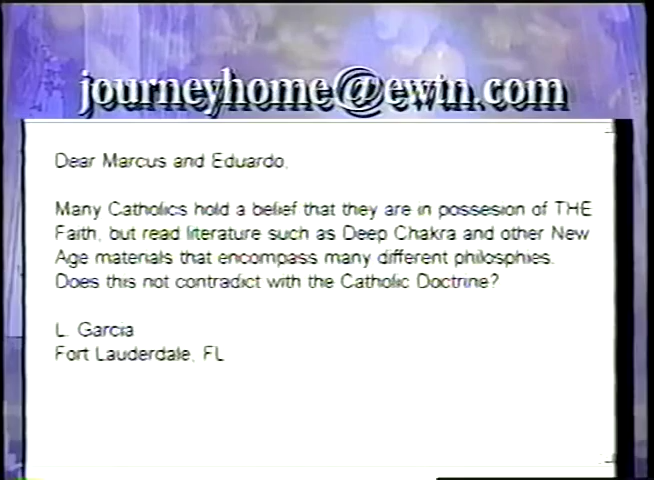 journeyhome@ewtn.com
Dear Marcus and Eduardo,
Many Catholics hold a belief that they are in possesion of THE
Faith, but read literature such as Deep Chakra and other New
Age materials that encompass many different philosphies.
Does this not contradict with the Catholic Doctrine?
L. Garcia
Fort Lauderdale, FL